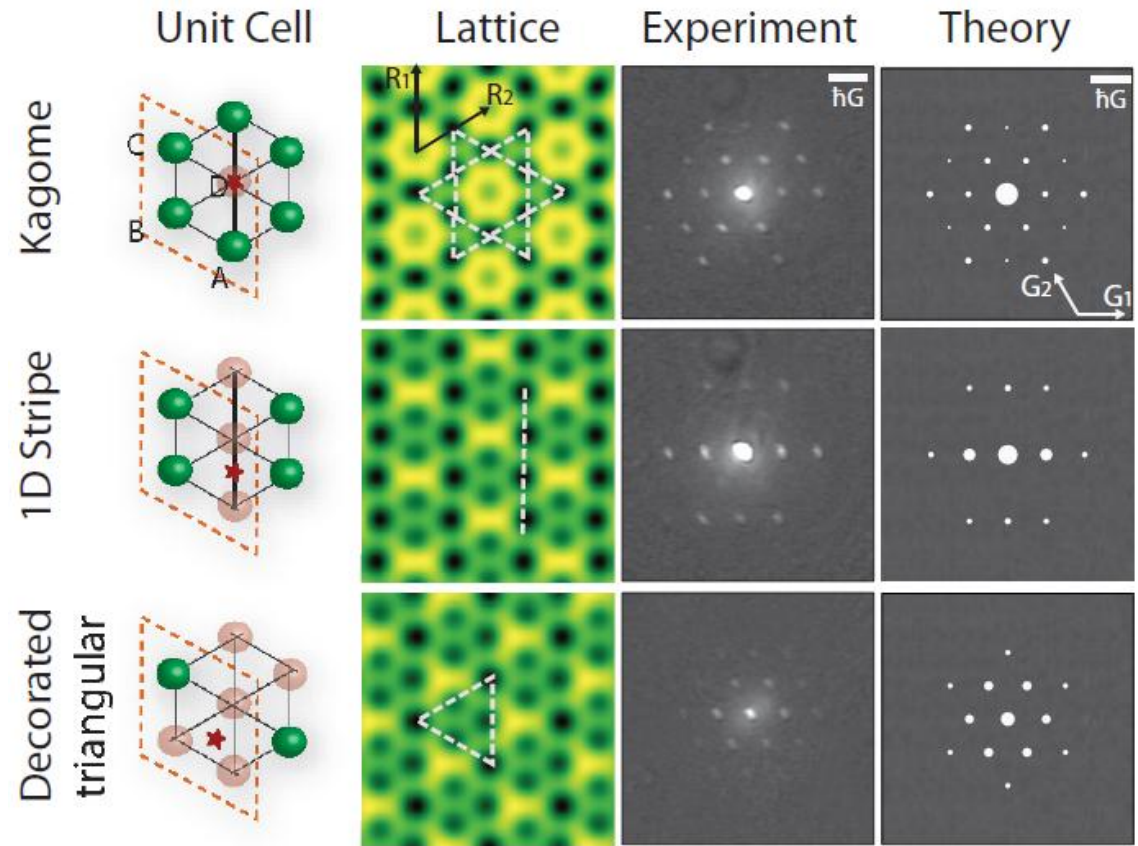 Unit Cell Lattice Experiment Theory
Kagome
C
D
B
A
R1
R2
ħG
ħG
G2
G1
1D Stripe
Decorated
triangular